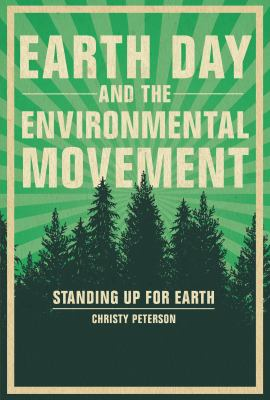 EARTH DAY
AND THE
ENVIRONMENTAL
MOVEMENT
STANDING UP FOR EARTH
CHRISTY PETERSON